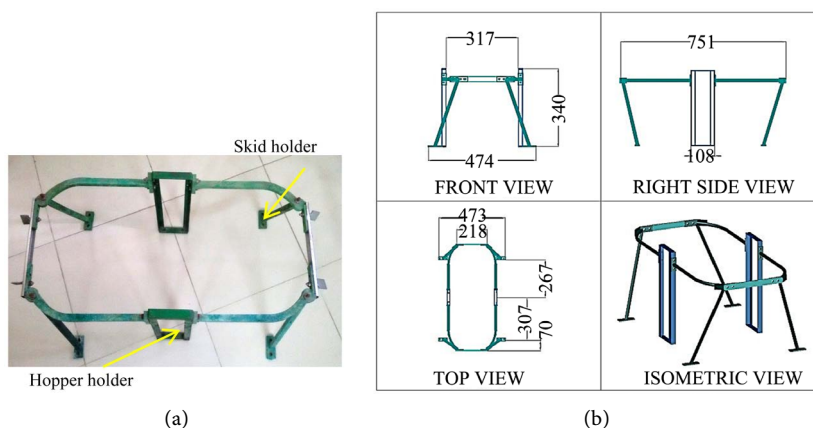 Skid holder
Hopper holder
(a)
317
340
474
FRONT VIEW
751
108
RIGHT SIDE VIEW
473
218
267
307
70
TOP VIEW
ISOMETRIC VIEW
(b)